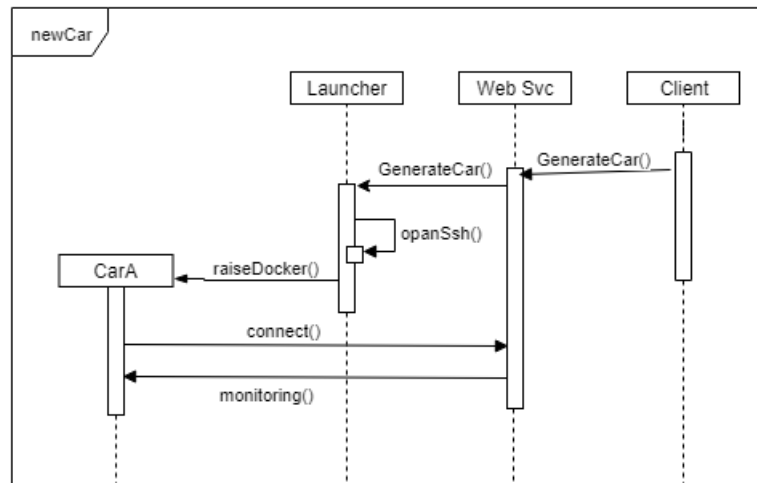 newCar
Launcher
Web Svc
Client
GenerateCar()
GenerateCar()
opanSsh()
CarA
raiseDocker()
connect()
monitoring()